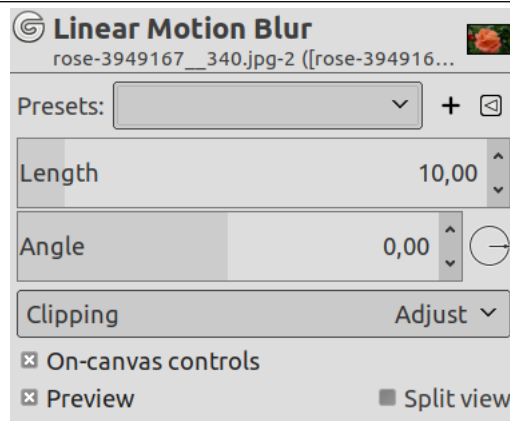 Linear Motion Blur
rose-3949167__340.jpg-2 ([rose-394916...
Presets:
Length 10,00
Angle 0,00
Clipping Adjust
On-canvas controls
Preview Split view